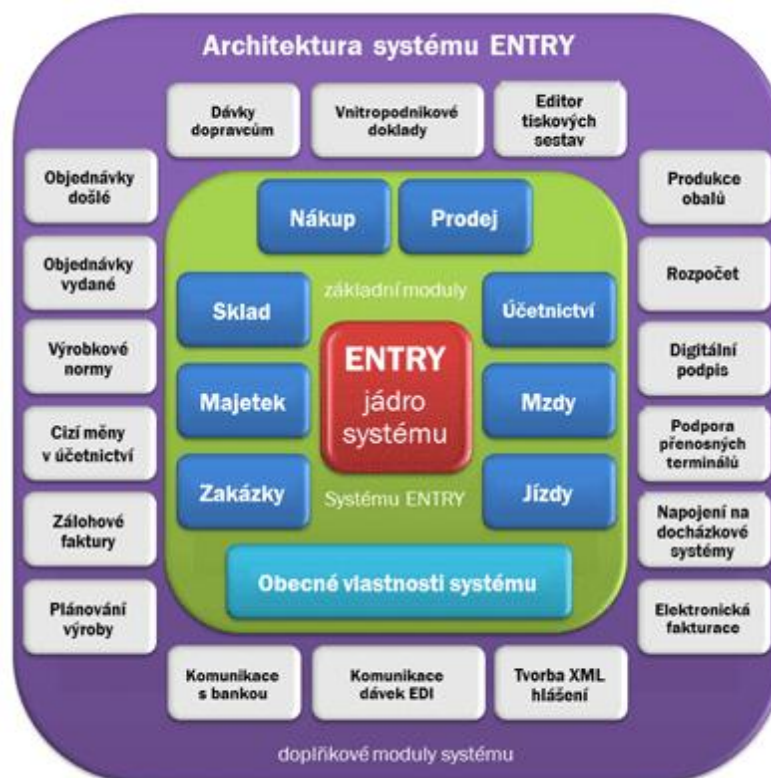 Architektura systému ENTRY
Dávky
dopravcům
Vnitropodnikové
doklady
Editor
tiskových
sestav
Objednávky
došlé
Objednávky
vydané
Výrobkové
normy
Cizí měny
v účetnictví
Zálohové
faktury
Plánování
výroby
Nákup
Prodej
základní moduly
Sklad
Účetnictví
ENTRY
jádro
systému
Majetek
Mzdy
Zakázky
Systému ENTRY
Jízdy
Obecné vlastnosti systému
Produkce
obalů
Rozpočet
Digitální
podpis
Podpora
přenosných
terminálů
Napojení na
docházkové
systémy
Elektronická
fakturace
Komunikace
s bankou
Komunikace
dávek EDI
Tvorba XML
hlášení
doplňkové moduly systému